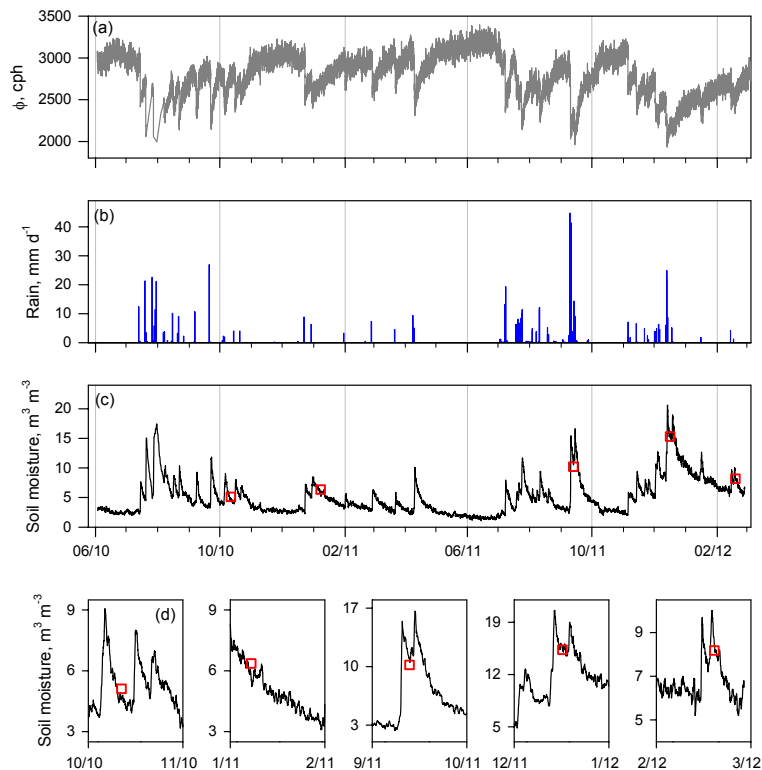 (a)
3500
3000
2500
2000
ϕ, cph
(b)
40
30
20
10
0
Rain, mm d⁻¹
(c)
20
15
10
5
0
Soil moisture, m³ m⁻³
06/10 10/10 02/11 06/11 10/11 02/12
(d)
Soil moisture, m³ m⁻³
9 9 17 19 9
6 6 10 12 7
3 3 3 5 5
10/10 11/10 1/11 2/11 9/11 10/11 12/11 1/12 2/12 3/12